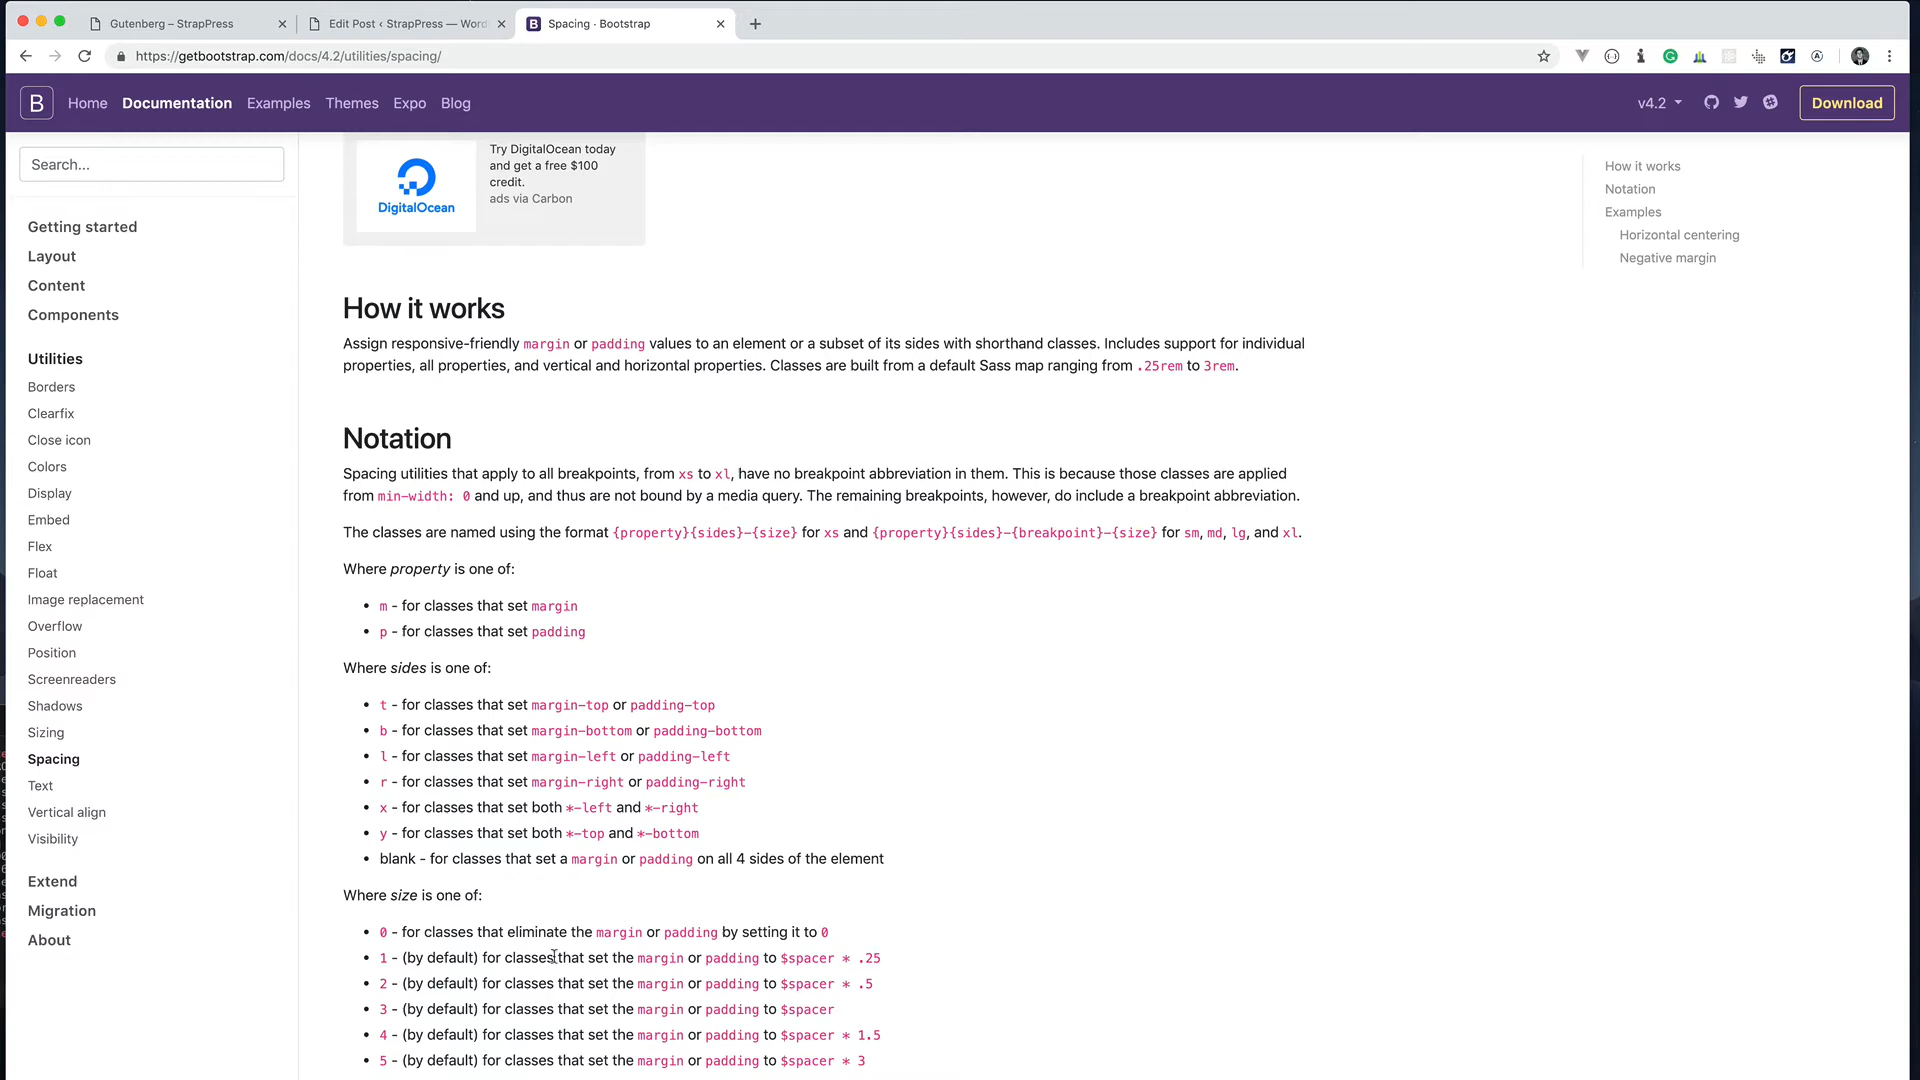 Gutenberg – StrapPress
Edit Post ‹ StrapPress — Word
Spacing · Bootstrap
https://getbootstrap.com/docs/4.2/utilities/spacing/
B Home Documentation Examples Themes Expo Blog v4.2 Download
Search...
Getting started
Layout
Content
Components
Utilities
Borders
Clearfix
Close icon
Colors
Display
Embed
Flex
Float
Image replacement
Overflow
Position
Screenreaders
Shadows
Sizing
Spacing
Text
Vertical align
Visibility
Extend
Migration
About
DigitalOcean
Try DigitalOcean today
and get a free $100
credit.
ads via Carbon
How it works
Assign responsive-friendly margin or padding values to an element or a subset of its sides with shorthand classes. Includes support for individual
properties, all properties, and vertical and horizontal properties. Classes are built from a default Sass map ranging from .25rem to 3rem.
Notation
Spacing utilities that apply to all breakpoints, from xs to xl, have no breakpoint abbreviation in them. This is because those classes are applied
from min-width: 0 and up, and thus are not bound by a media query. The remaining breakpoints, however, do include a breakpoint abbreviation.
The classes are named using the format {property}{sides}-{size} for xs and {property}{sides}-{breakpoint}-{size} for sm, md, lg, and xl.
Where property is one of:
• m - for classes that set margin
• p - for classes that set padding
Where sides is one of:
• t - for classes that set margin-top or padding-top
• b - for classes that set margin-bottom or padding-bottom
• l - for classes that set margin-left or padding-left
• r - for classes that set margin-right or padding-right
• x - for classes that set both *-left and *-right
• y - for classes that set both *-top and *-bottom
• blank - for classes that set a margin or padding on all 4 sides of the element
Where size is one of:
• 0 - for classes that eliminate the margin or padding by setting it to 0
• 1 - (by default) for classes that set the margin or padding to $spacer * .25
• 2 - (by default) for classes that set the margin or padding to $spacer * .5
• 3 - (by default) for classes that set the margin or padding to $spacer
• 4 - (by default) for classes that set the margin or padding to $spacer * 1.5
• 5 - (by default) for classes that set the margin or padding to $spacer * 3
How it works
Notation
Examples
Horizontal centering
Negative margin